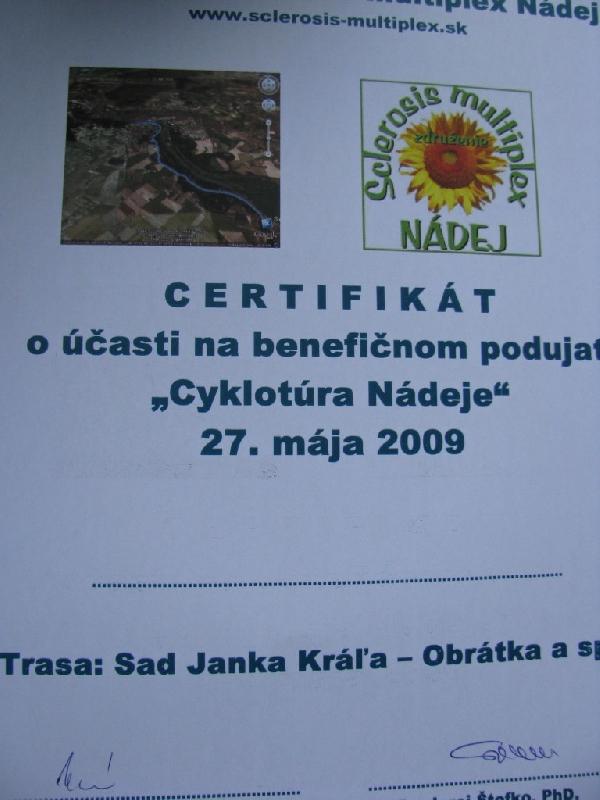 multiplex Nádej
www.sclerosis-multiplex.sk
Sclerosis multiplex
združenie
NÁDEJ
CERTIFIKÁT
o účasti na benefičnom podujat
„Cyklotúra Nádeje“
27. mája 2009
Trasa: Sad Janka Kráľa – Obrátka a sp
Štefko, PhD.